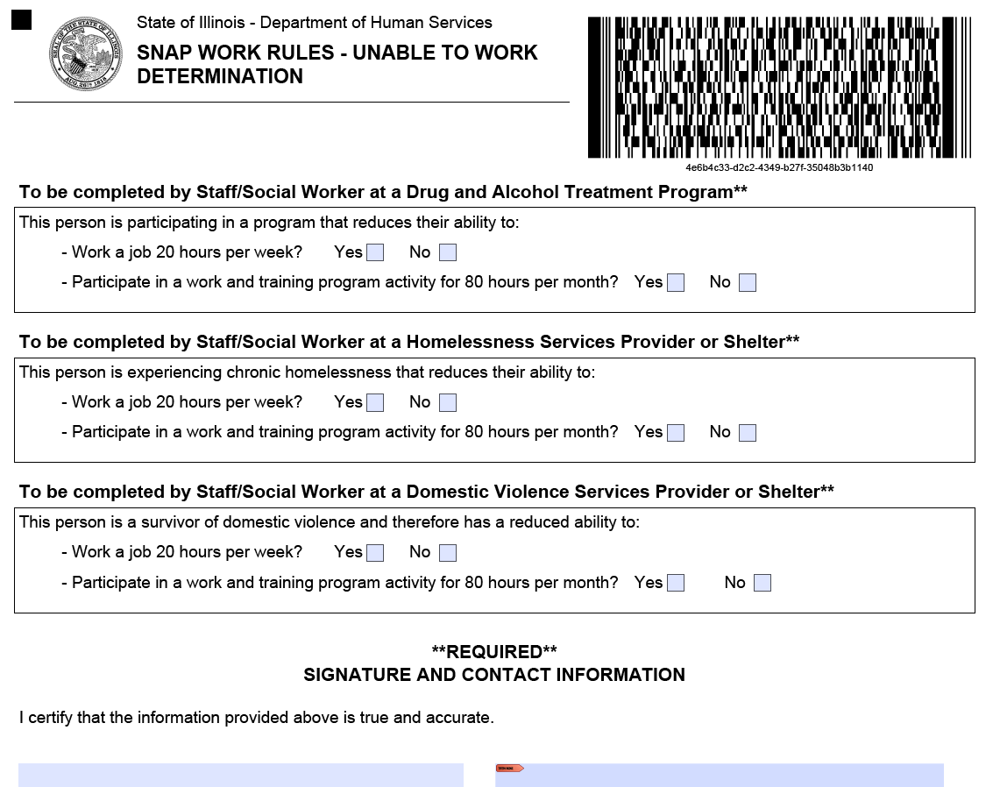 State of Illinois - Department of Human Services
SNAP WORK RULES - UNABLE TO WORK
DETERMINATION
SEAL OF THE STATE OF ILLINOIS
AUG. 26TH 1818
4e6b4c33-d2c2-4349-b27f-35048b3b1140
To be completed by Staff/Social Worker at a Drug and Alcohol Treatment Program**
This person is participating in a program that reduces their ability to:
- Work a job 20 hours per week? Yes No
- Participate in a work and training program activity for 80 hours per month? Yes No
To be completed by Staff/Social Worker at a Homelessness Services Provider or Shelter**
This person is experiencing chronic homelessness that reduces their ability to:
- Work a job 20 hours per week? Yes No
- Participate in a work and training program activity for 80 hours per month? Yes No
To be completed by Staff/Social Worker at a Domestic Violence Services Provider or Shelter**
This person is a survivor of domestic violence and therefore has a reduced ability to:
- Work a job 20 hours per week? Yes No
- Participate in a work and training program activity for 80 hours per month? Yes No
**REQUIRED**
SIGNATURE AND CONTACT INFORMATION
I certify that the information provided above is true and accurate.